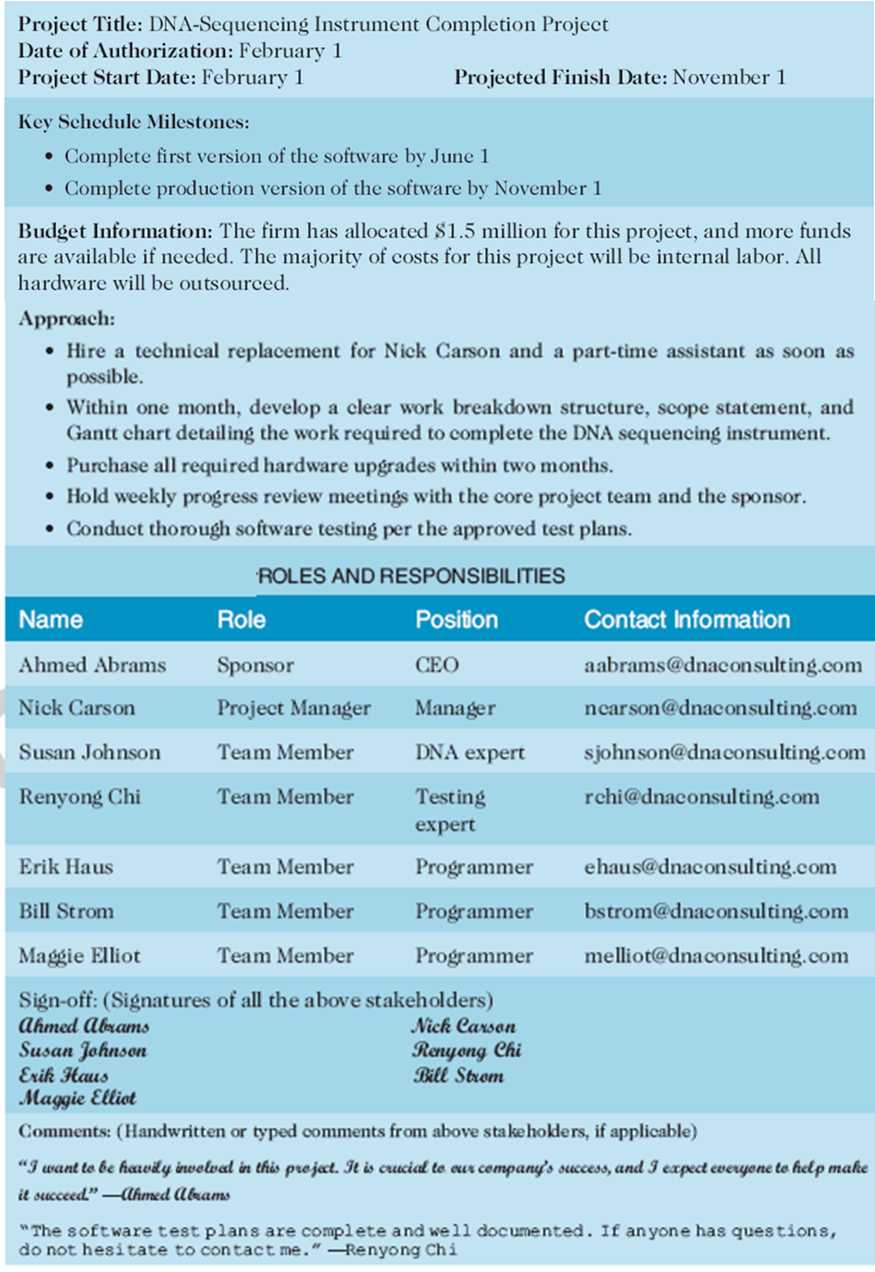 Project Title: DNA-Sequencing Instrument Completion Project
Date of Authorization: February 1
Project Start Date: February 1 Projected Finish Date: November 1
Key Schedule Milestones:
• Complete first version of the software by June 1
• Complete production version of the software by November 1
Budget Information: The firm has allocated $1.5 million for this project, and more funds
are available if needed. The majority of costs for this project will be internal labor. All
hardware will be outsourced.
Approach:
• Hire a technical replacement for Nick Carson and a part-time assistant as soon as
possible.
• Within one month, develop a clear work breakdown structure, scope statement, and
Gantt chart detailing the work required to complete the DNA sequencing instrument.
• Purchase all required hardware upgrades within two months.
• Hold weekly progress review meetings with the core project team and the sponsor.
• Conduct thorough software testing per the approved test plans.
ROLES AND RESPONSIBILITIES
Name Role Position Contact Information
Ahmed Abrams Sponsor CEO aabrams@dnaconsulting.com
Nick Carson Project Manager Manager ncarson@dnaconsulting.com
Susan Johnson Team Member DNA expert sjohnson@dnaconsulting.com
Renyong Chi Team Member Testing rchi@dnaconsulting.com
expert
Erik Haus Team Member Programmer ehaus@dnaconsulting.com
Bill Strom Team Member Programmer bstrom@dnaconsulting.com
Maggie Elliot Team Member Programmer melliot@dnaconsulting.com
Sign-off: (Signatures of all the above stakeholders)
Ahmed Abrams Nick Carson
Susan Johnson Renyong Chi
Erik Haus Bill Strom
Maggie Elliot
Comments: (Handwritten or typed comments from above stakeholders, if applicable)
“I want to be heavily involved in this project. It is crucial to our company’s success, and I expect everyone to help make
it succeed.” —Ahmed Abrams
“The software test plans are complete and well documented. If anyone has questions,
do not hesitate to contact me.” —Renyong Chi